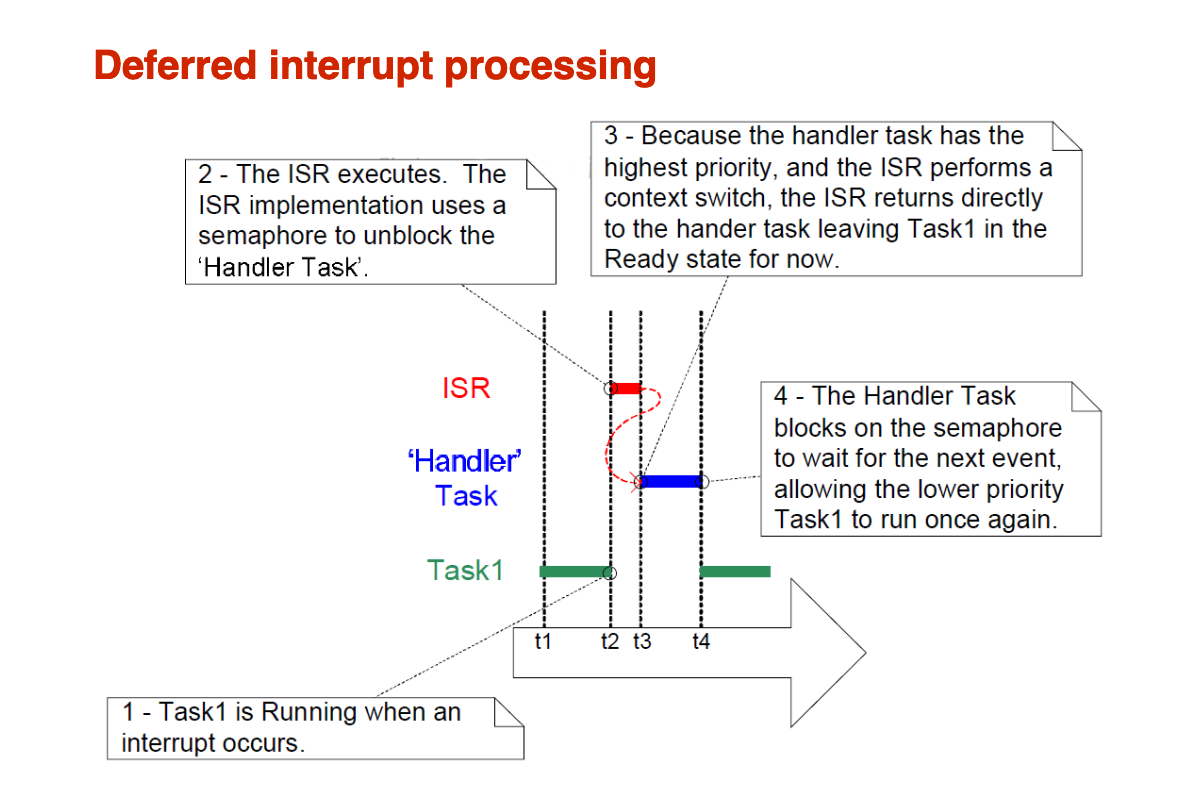 Deferred interrupt processing
2 - The ISR executes. The
ISR implementation uses a
semaphore to unblock the
‘Handler Task’.
3 - Because the handler task has the
highest priority, and the ISR performs a
context switch, the ISR returns directly
to the hander task leaving Task1 in the
Ready state for now.
ISR
‘Handler’
Task
4 - The Handler Task
blocks on the semaphore
to wait for the next event,
allowing the lower priority
Task1 to run once again.
Task1
t1 t2 t3 t4
1 - Task1 is Running when an
interrupt occurs.